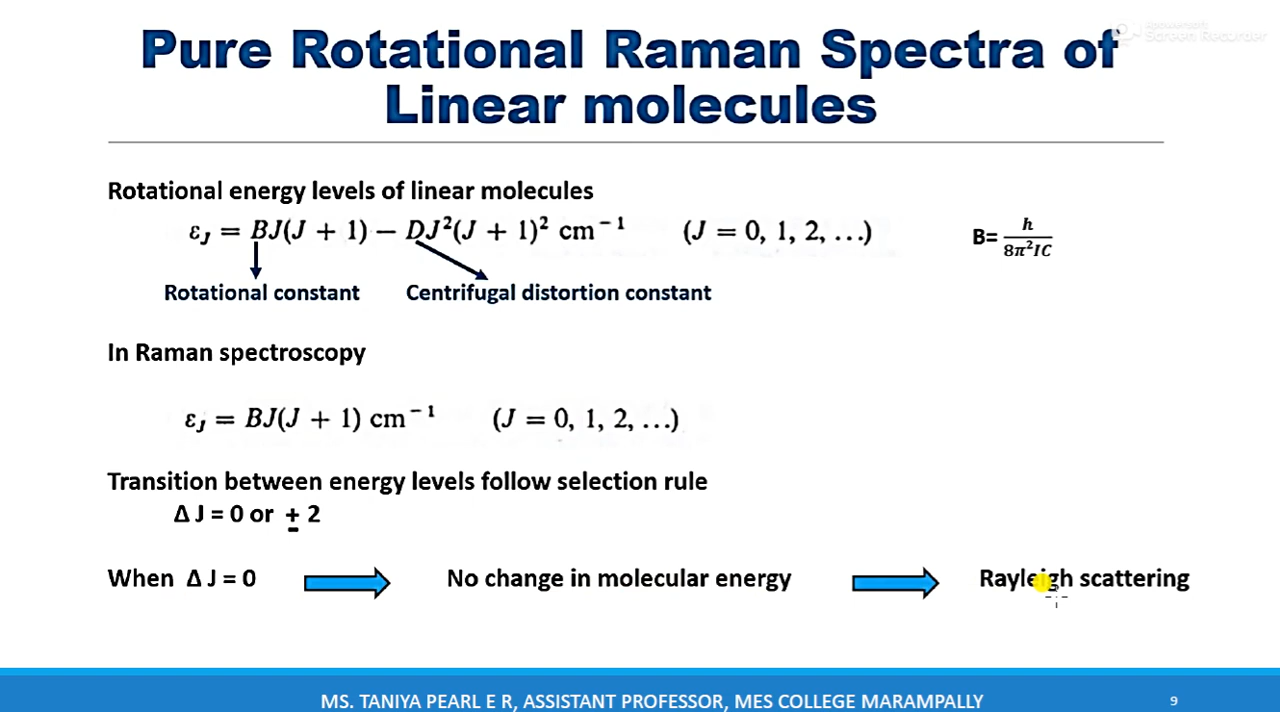 Apowersoft
Screen Recorder
Pure Rotational Raman Spectra of
Linear molecules
Rotational energy levels of linear molecules
εJ = BJ(J + 1) − DJ²(J + 1)² cm⁻¹ (J = 0, 1, 2, …) B= h/8π²IC
Rotational constant Centrifugal distortion constant
In Raman spectroscopy
εJ = BJ(J + 1) cm⁻¹ (J = 0, 1, 2, …)
Transition between energy levels follow selection rule
Δ J = 0 or ± 2
When Δ J = 0 No change in molecular energy Rayleigh scattering
MS. TANIYA PEARL E R, ASSISTANT PROFESSOR, MES COLLEGE MARAMPALLY 9